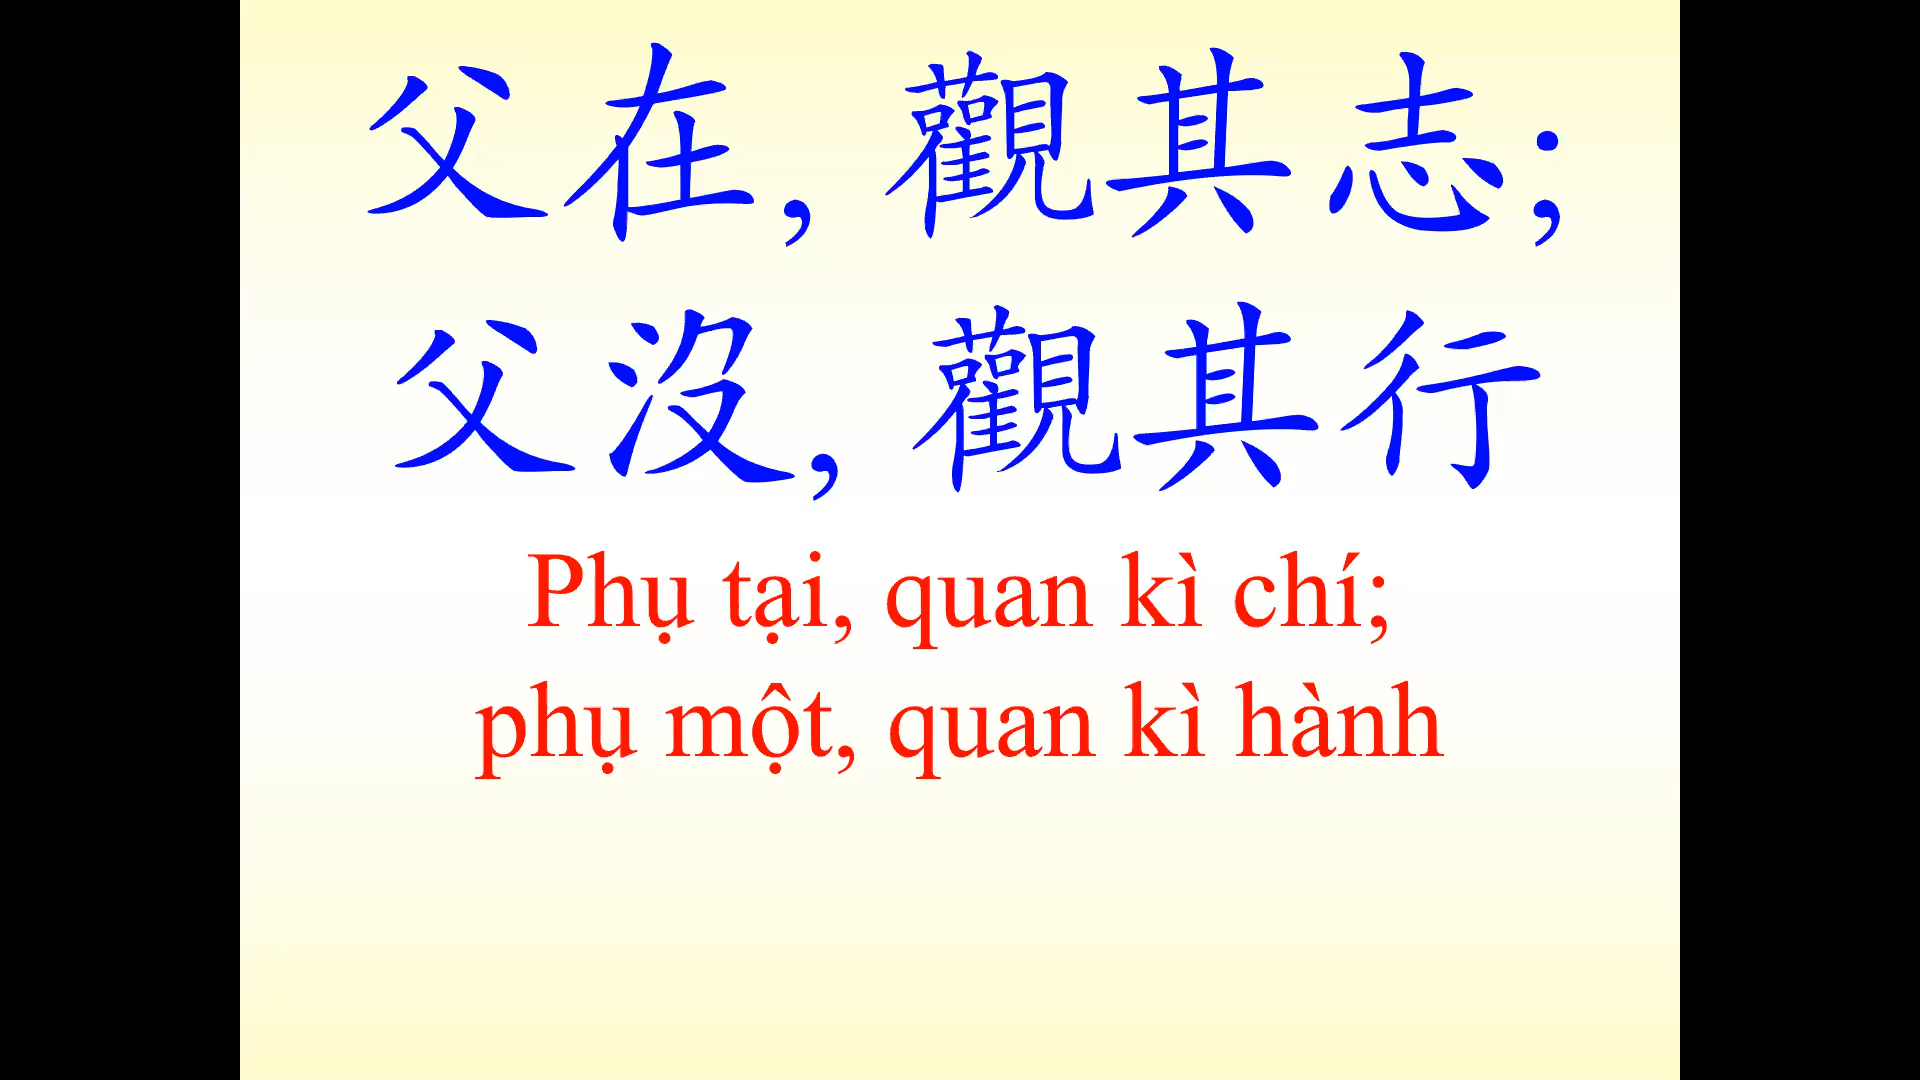 父在, 觀其志;
父沒, 觀其行
Phụ tại, quan kì chí;
phụ một, quan kì hành